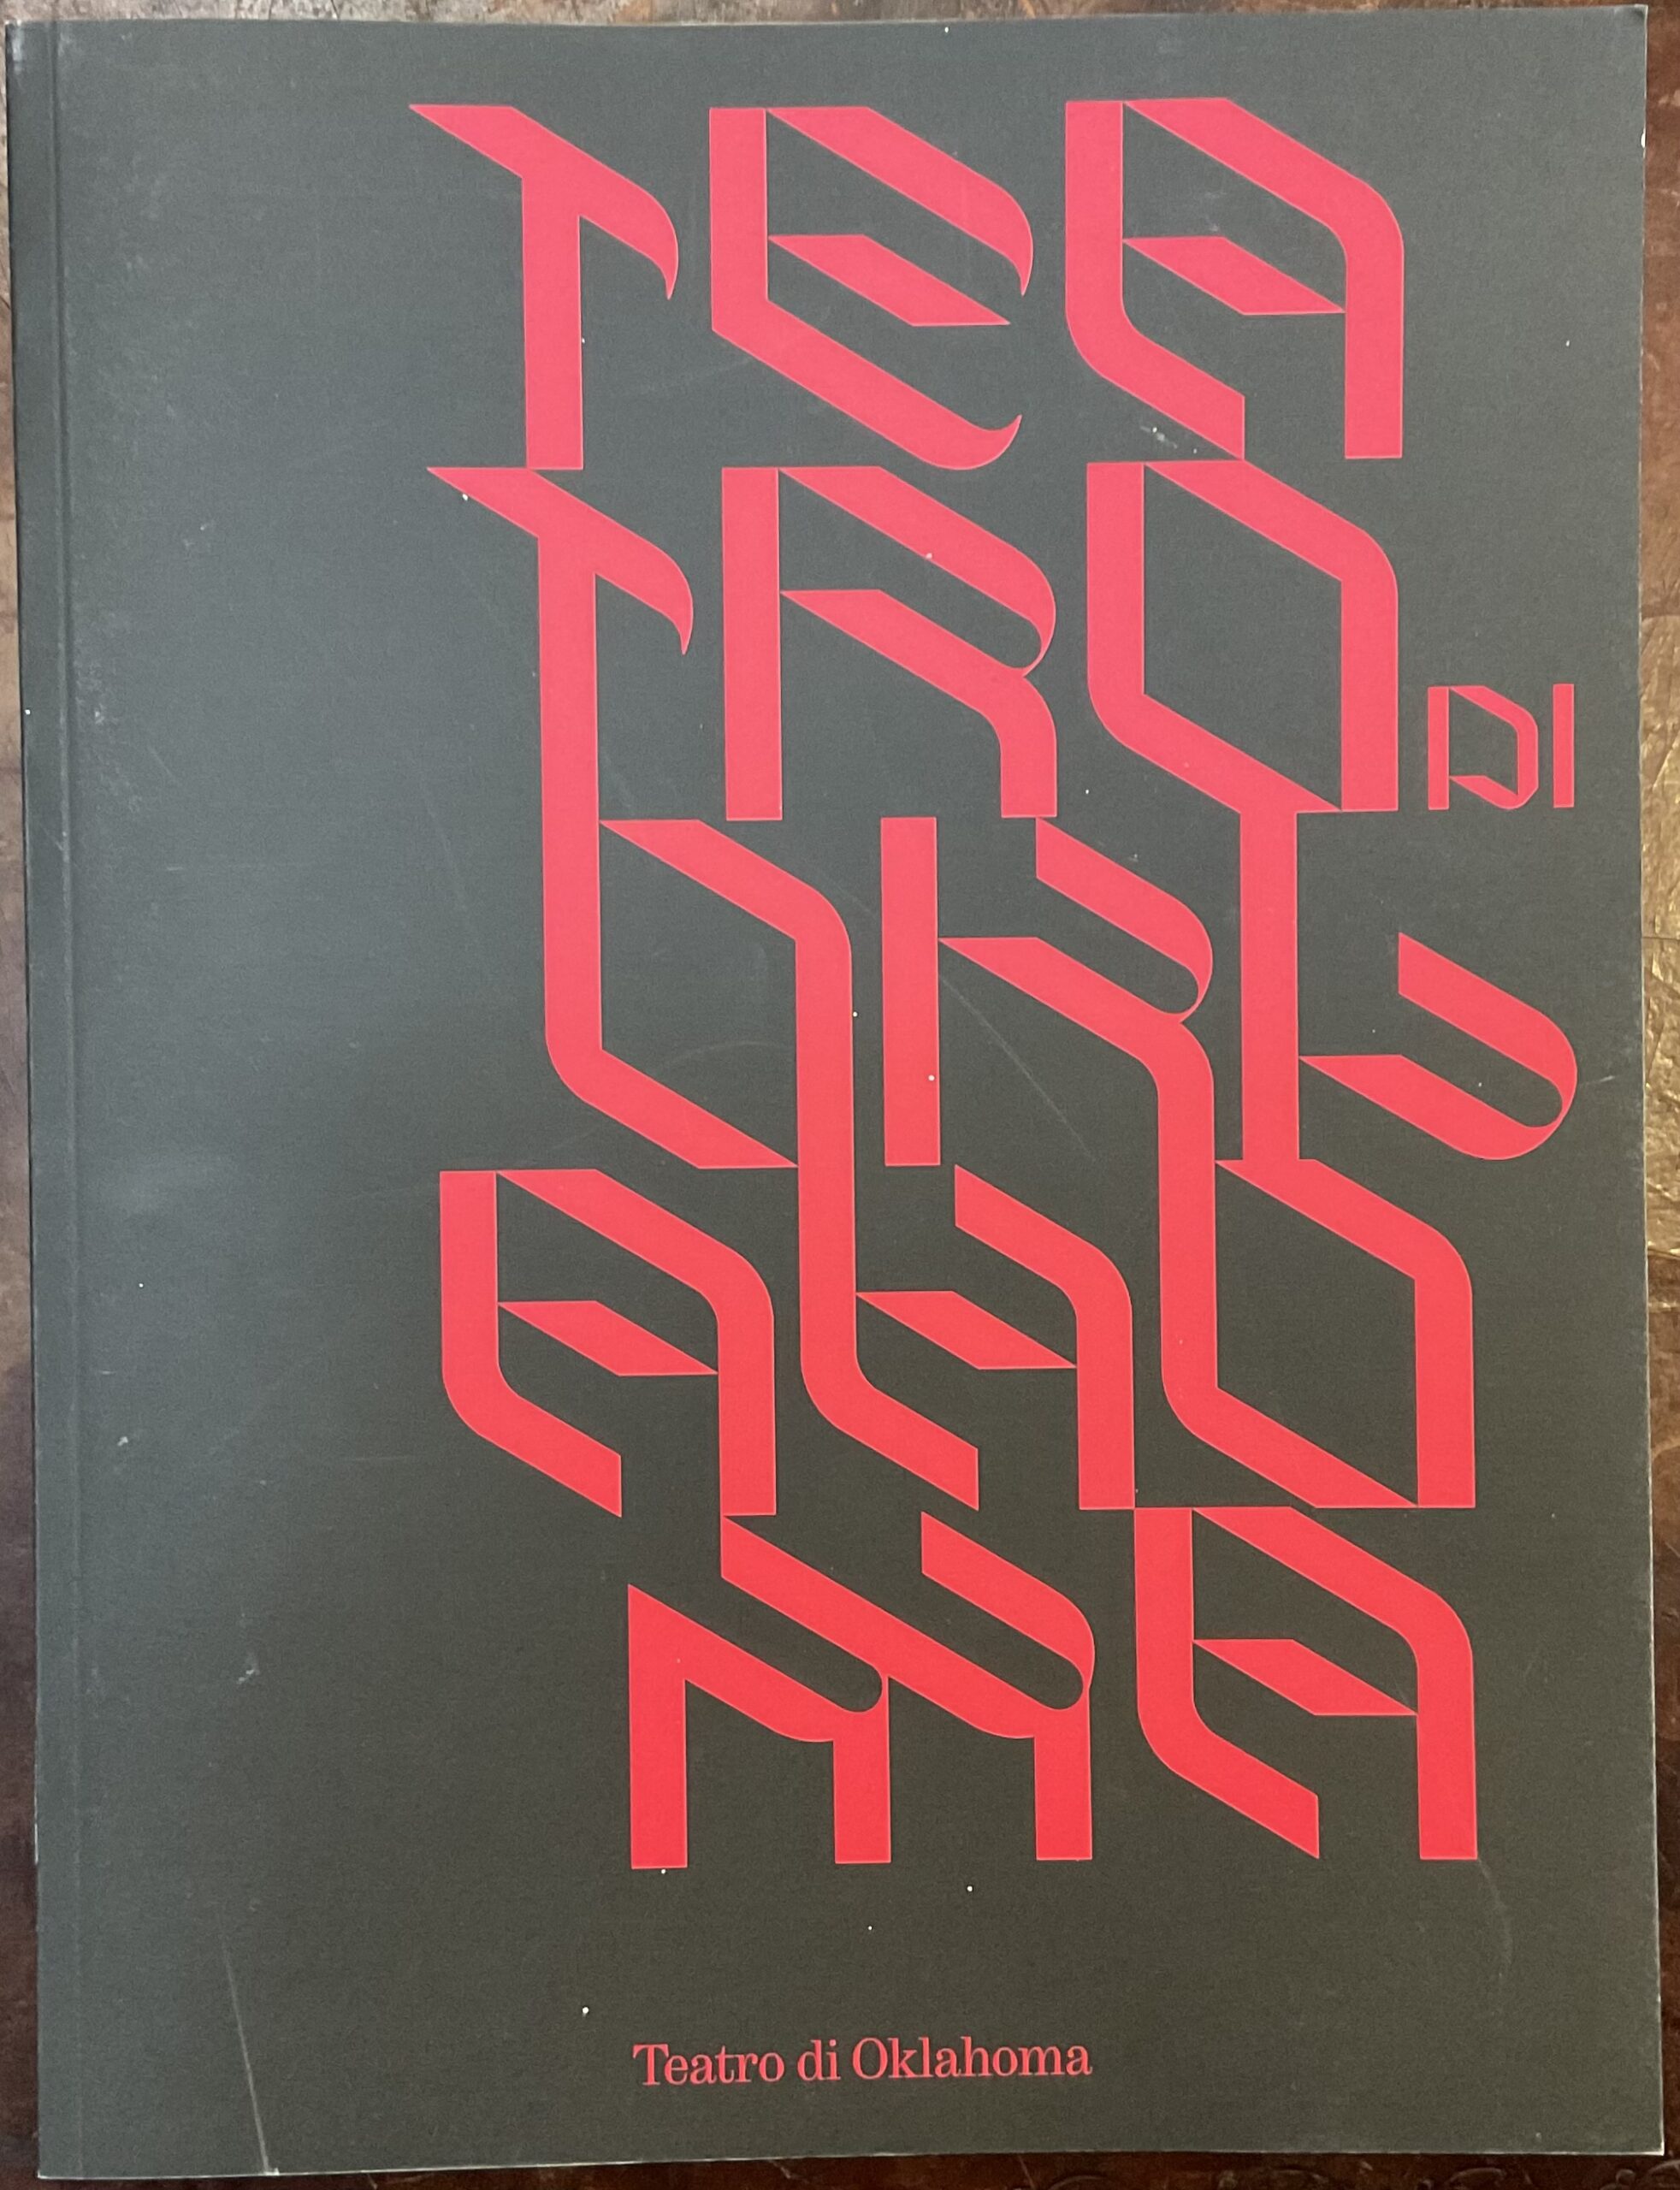 TEA
TRO DI
OKL
AHO
MA
Teatro di Oklahoma